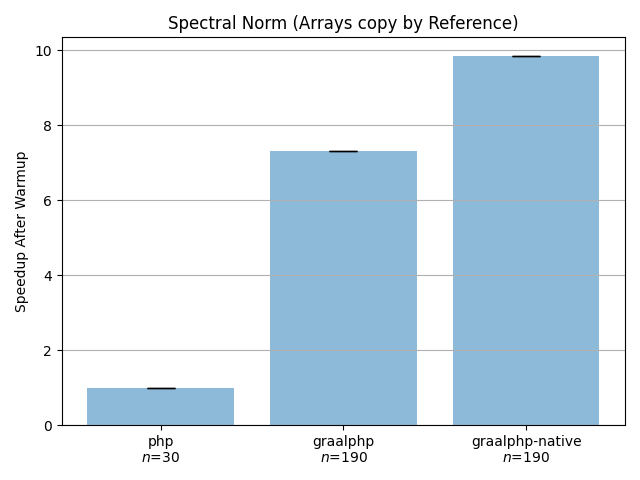 Spectral Norm (Arrays copy by Reference)
Speedup After Warmup
10
8
6
4
2
0
php
n=30
graalphp
n=190
graalphp-native
n=190